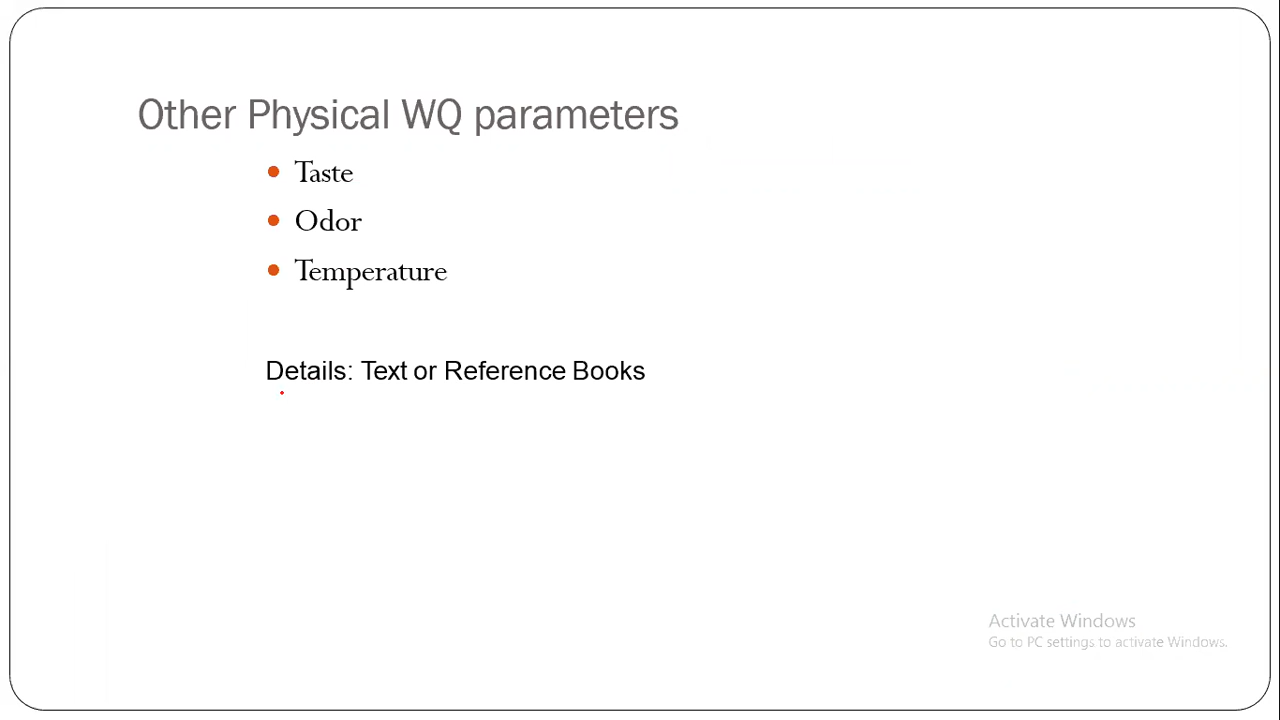 Other Physical WQ parameters
Taste
Odor
Temperature
Details: Text or Reference Books
Activate Windows
Go to PC settings to activate Windows.